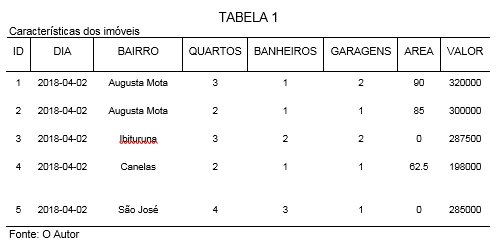 TABELA 1
Características dos imóveis
ID DIA BAIRRO QUARTOS BANHEIROS GARAGENS AREA VALOR
1 2018-04-02 Augusta Mota 3 1 2 90 320000
2 2018-04-02 Augusta Mota 2 1 1 85 300000
3 2018-04-02 Ibituruna 3 2 2 0 287500
4 2018-04-02 Canelas 2 1 1 62.5 198000
5 2018-04-02 São José 4 3 1 0 285000
Fonte: O Autor